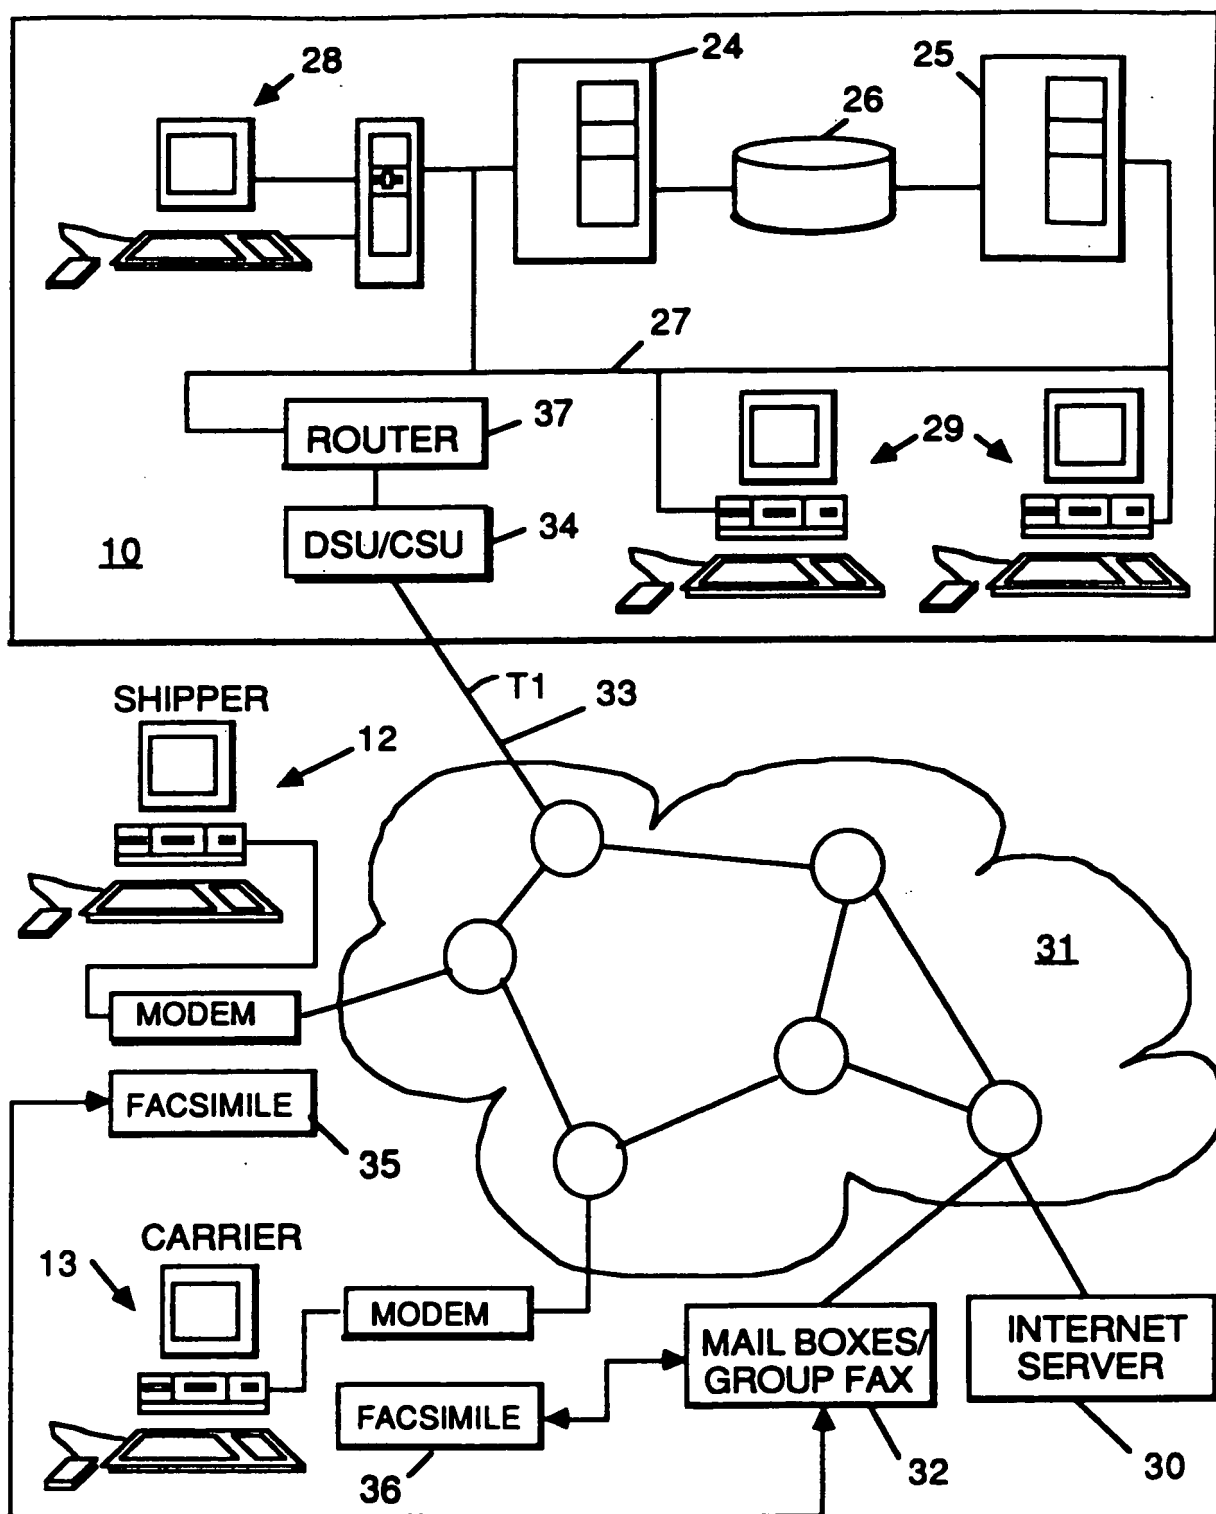 28
24
25
26
27
ROUTER
37
29
DSU/CSU
34
10
T1
33
SHIPPER
12
31
MODEM
FACSIMILE
35
CARRIER
13
MODEM
MAIL BOXES/
GROUP FAX
INTERNET
SERVER
FACSIMILE
36
32
30